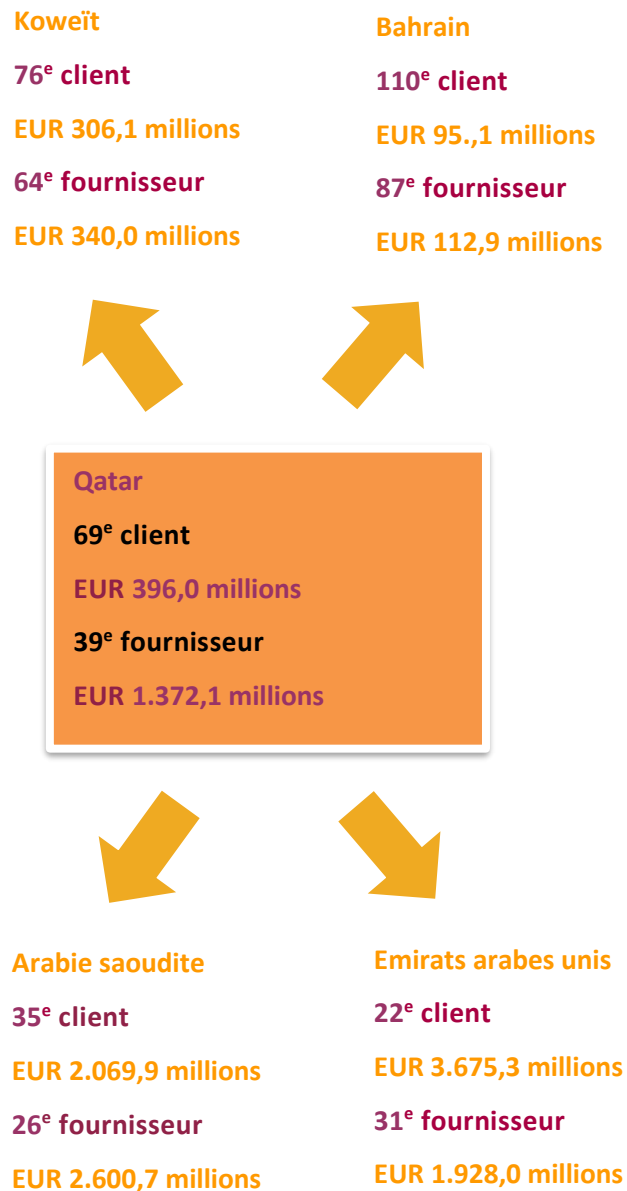 Koweït
76e client
EUR 306,1 millions
64e fournisseur
EUR 340,0 millions
Bahrain
110e client
EUR 95.,1 millions
87e fournisseur
EUR 112,9 millions
Qatar
69e client
EUR 396,0 millions
39e fournisseur
EUR 1.372,1 millions
Arabie saoudite
35e client
EUR 2.069,9 millions
26e fournisseur
EUR 2.600,7 millions
Emirats arabes unis
22e client
EUR 3.675,3 millions
31e fournisseur
EUR 1.928,0 millions